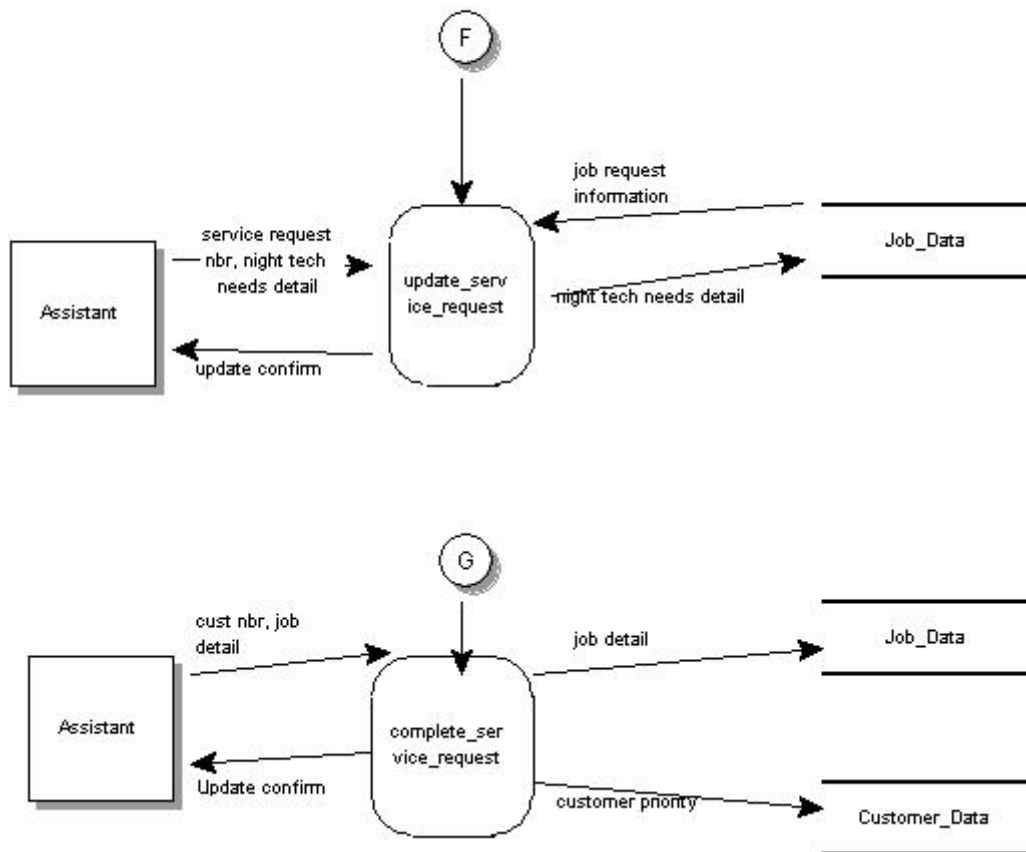 F
job request
information
Job_Data
service request
nbr, night tech
needs detail
Assistant
update_serv
ice_request
night tech needs detail
update confirm
G
cust nbr, job
detail
job detail
Job_Data
Assistant
complete_ser
vice_request
Update confirm
customer priority
Customer_Data